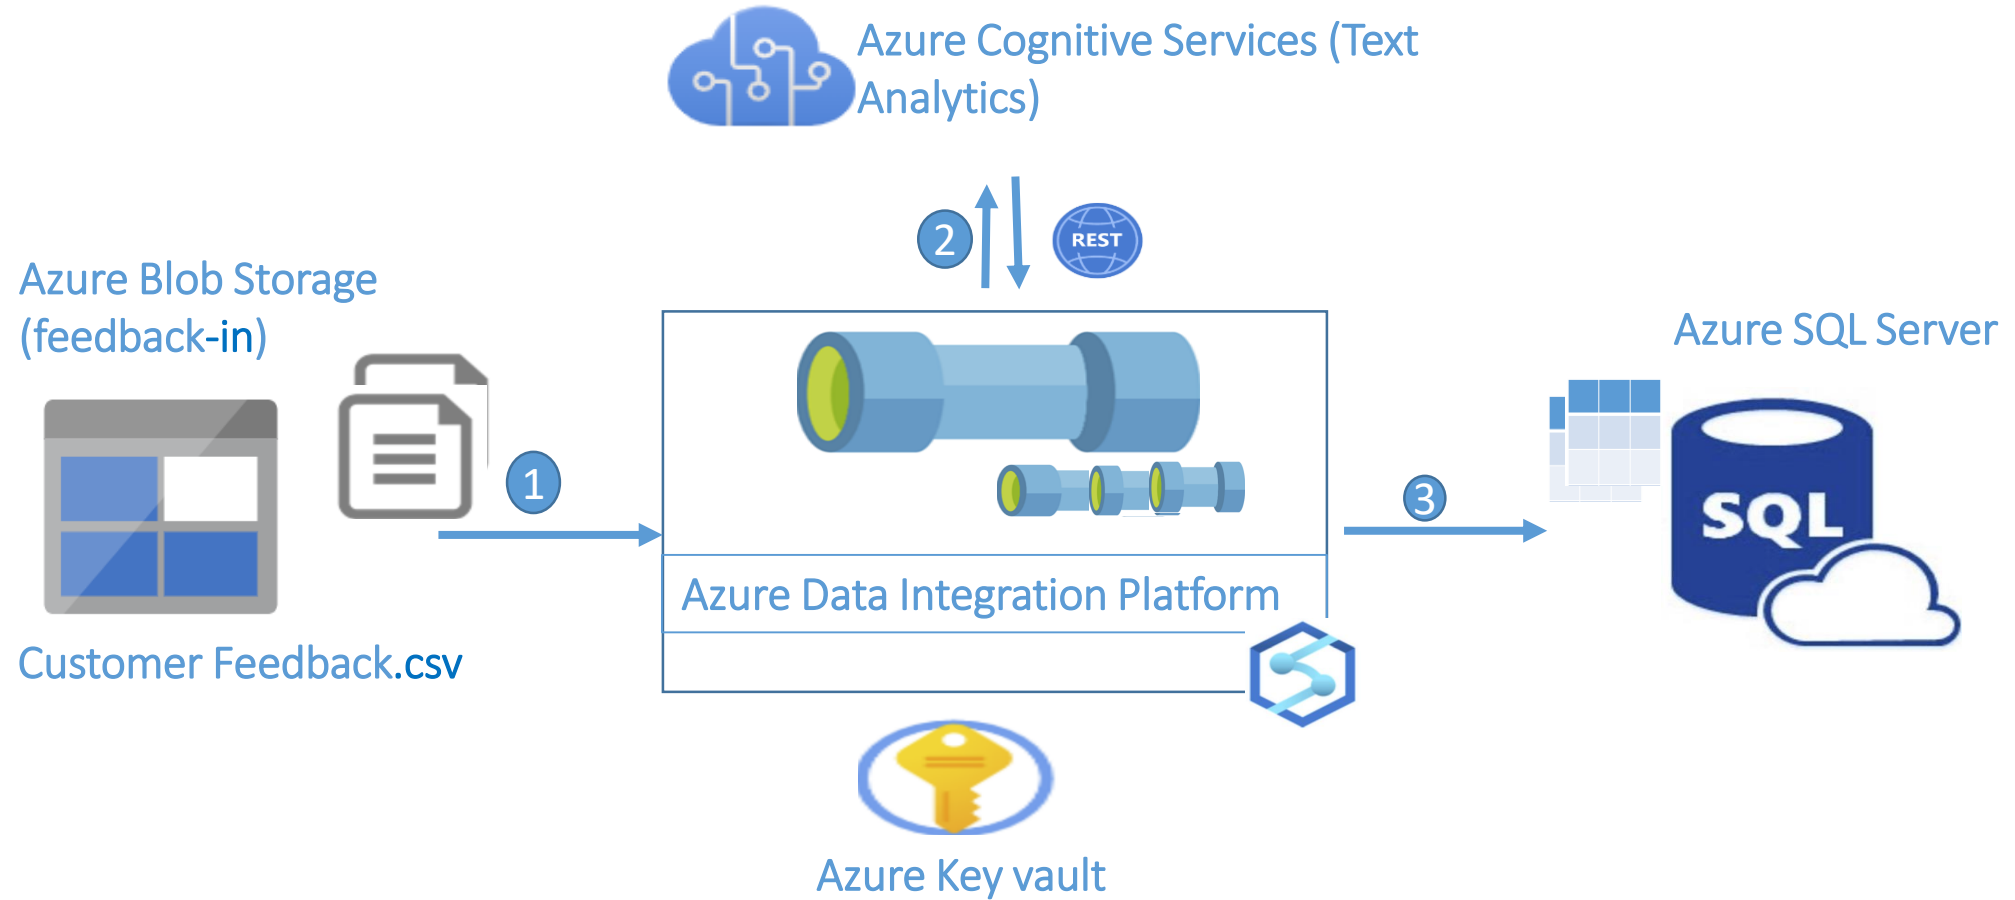 Azure Cognitive Services (Text
Analytics)
2
REST
Azure Blob Storage
(feedback-in)
Azure SQL Server
1
3
SQL
Azure Data Integration Platform
Customer Feedback.csv
Azure Key vault